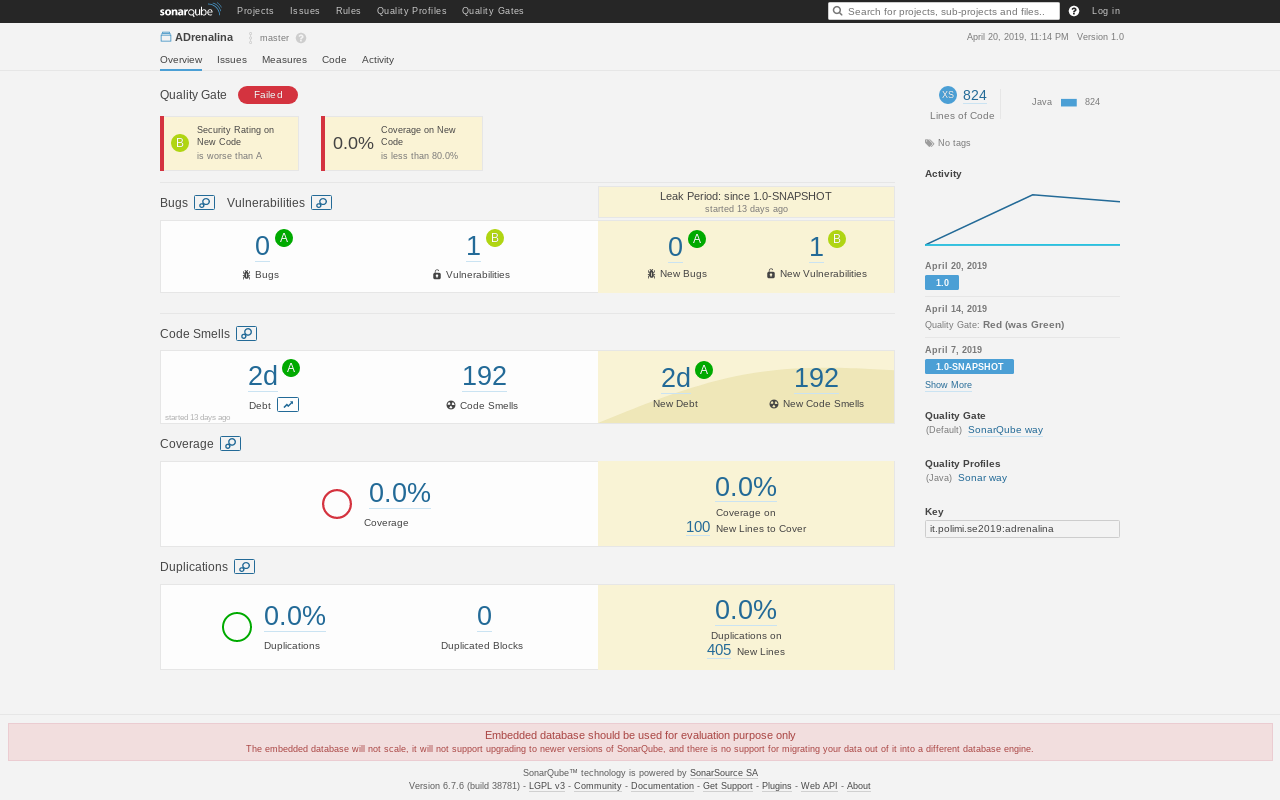 sonarqube Projects Issues Rules Quality Profiles Quality Gates Search for projects, sub-projects and files.. Log in
ADrenalina master April 20, 2019, 11:14 PM Version 1.0
Overview Issues Measures Code Activity
Quality Gate Failed
B Security Rating on New Code is worse than A
0.0% Coverage on New Code is less than 80.0%
Bugs Vulnerabilities
Leak Period: since 1.0-SNAPSHOT
started 13 days ago
0 A 1 B 0 A 1 B
Bugs Vulnerabilities New Bugs New Vulnerabilities
Code Smells
2d A 192 2d A 192
Debt Code Smells New Debt New Code Smells
started 13 days ago
Coverage
0.0% 0.0%
Coverage Coverage on
100 New Lines to Cover
Duplications
0.0% 0 0.0%
Duplications Duplicated Blocks Duplications on
405 New Lines
XS 824 Java 824
Lines of Code
No tags
Activity
April 20, 2019
1.0
April 14, 2019
Quality Gate: Red (was Green)
April 7, 2019
1.0-SNAPSHOT
Show More
Quality Gate
(Default) SonarQube way
Quality Profiles
(Java) Sonar way
Key
it.polimi.se2019:adrenalina
Embedded database should be used for evaluation purpose only
The embedded database will not scale, it will not support upgrading to newer versions of SonarQube, and there is no support for migrating your data out of it into a different database engine.
SonarQube™ technology is powered by SonarSource SA
Version 6.7.6 (build 38781) - LGPL v3 - Community - Documentation - Get Support - Plugins - Web API - About